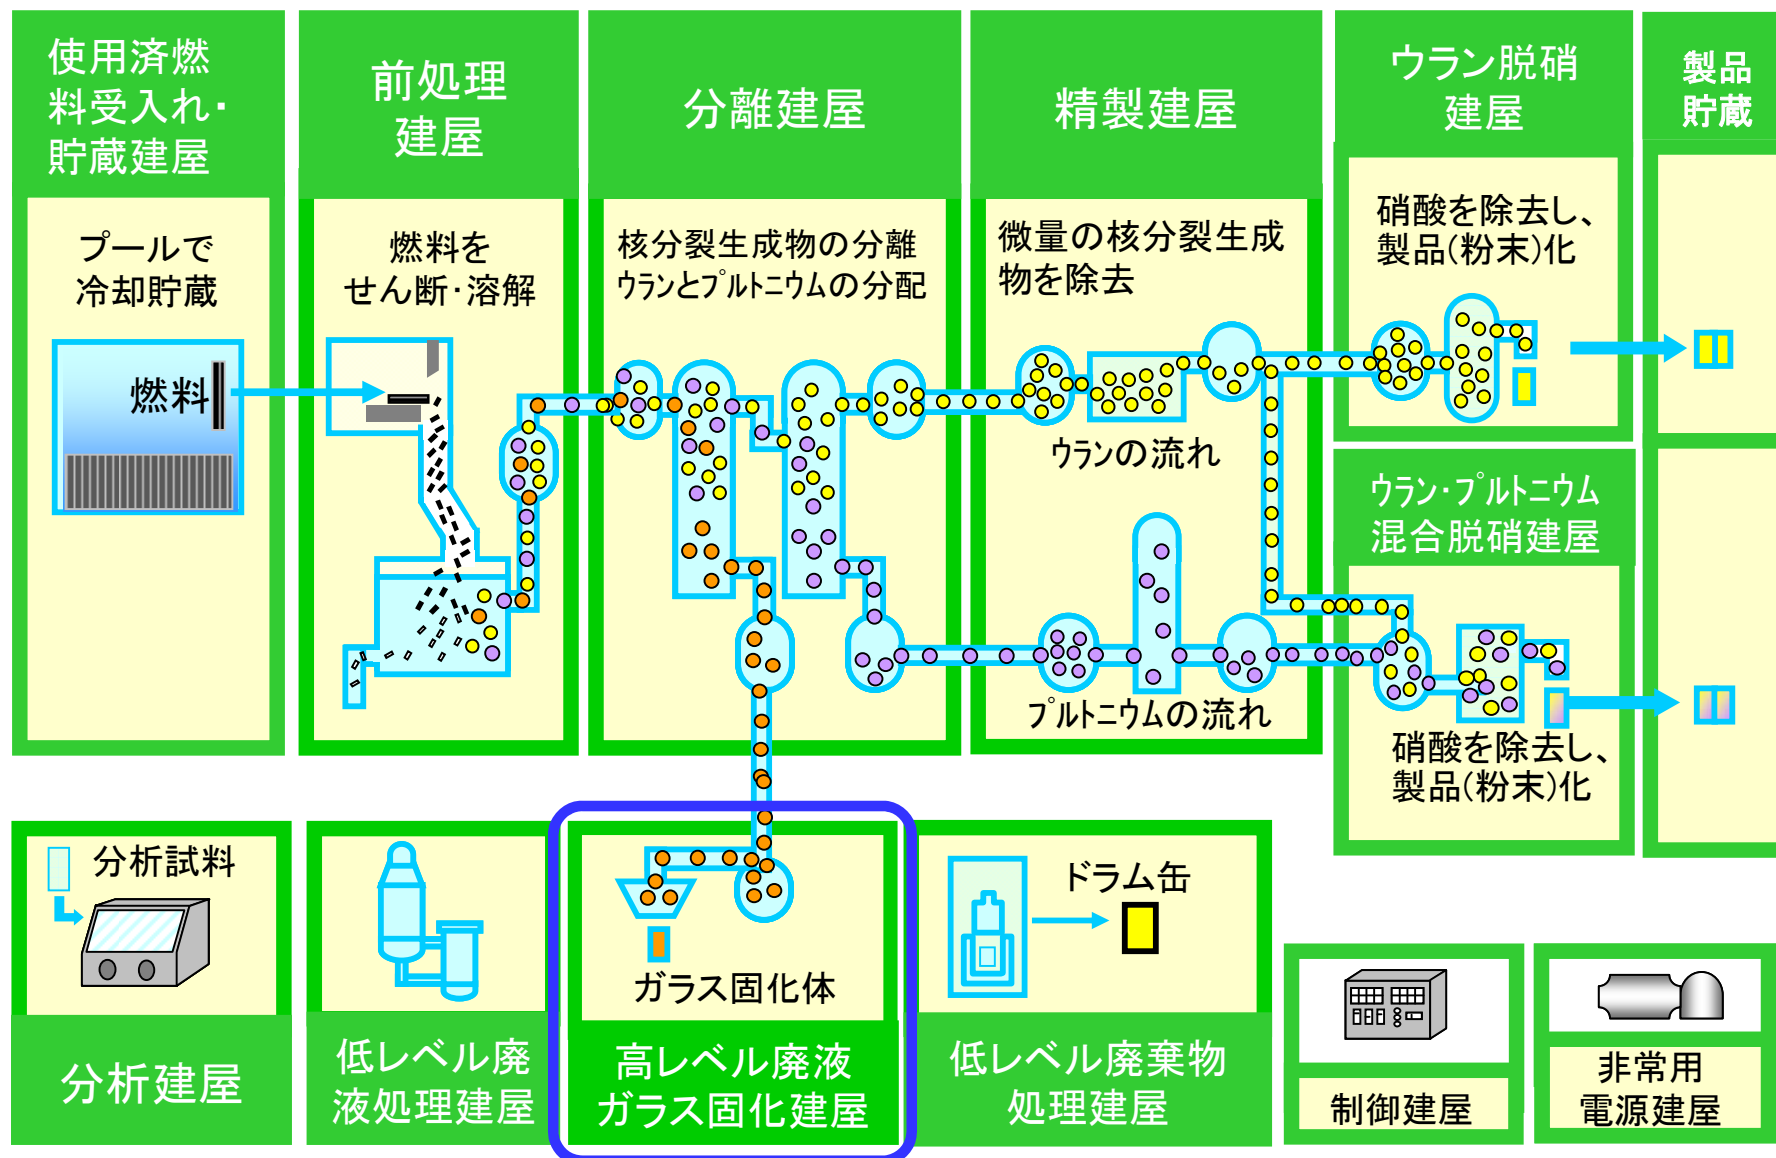 使用済燃
料受入れ・
貯蔵建屋
プールで
冷却貯蔵
燃料
前処理
建屋
燃料を
せん断・溶解
分離建屋
核分裂生成物の分離
ウランとプルトニウムの分配
精製建屋
微量の核分裂生成
物を除去
ウランの流れ
プルトニウムの流れ
ウラン脱硝
建屋
硝酸を除去し、
製品(粉末)化
製品
貯蔵
ウラン・プルトニウム
混合脱硝建屋
硝酸を除去し、
製品(粉末)化
分析試料
分析建屋
低レベル廃
液処理建屋
ガラス固化体
高レベル廃液
ガラス固化建屋
ドラム缶
低レベル廃棄物
処理建屋
制御建屋
非常用
電源建屋